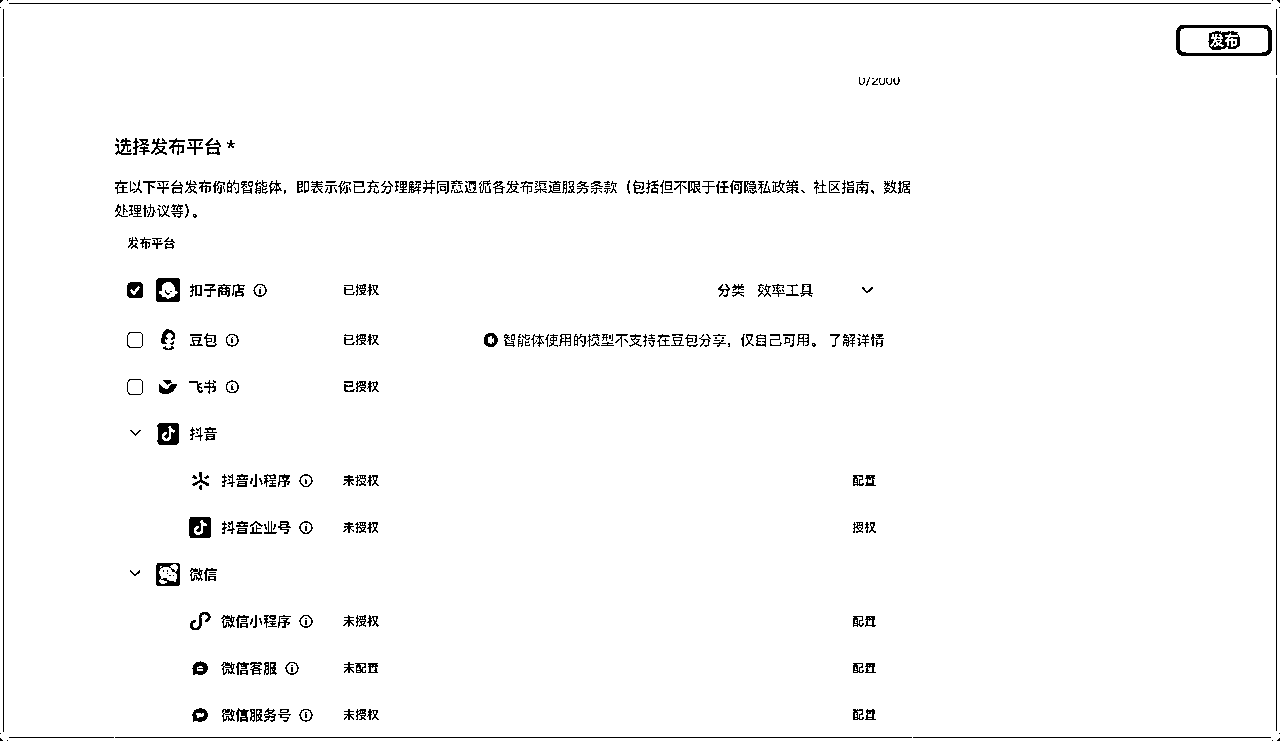 发布
0/2000
选择发布平台 *
在以下平台发布你的智能体，即表示你已充分理解并同意遵循各发布渠道服务条款（包括但不限于任何隐私政策、社区指南、数据
处理协议等）。
发布平台
扣子商店 已授权 分类 效率工具
豆包 已授权 智能体使用的模型不支持在豆包分享，仅自己可用。 了解详情
飞书 已授权
抖音
抖音小程序 未授权 配置
抖音企业号 未授权 授权
微信
微信小程序 未授权 配置
微信客服 未配置 配置
微信服务号 未授权 配置